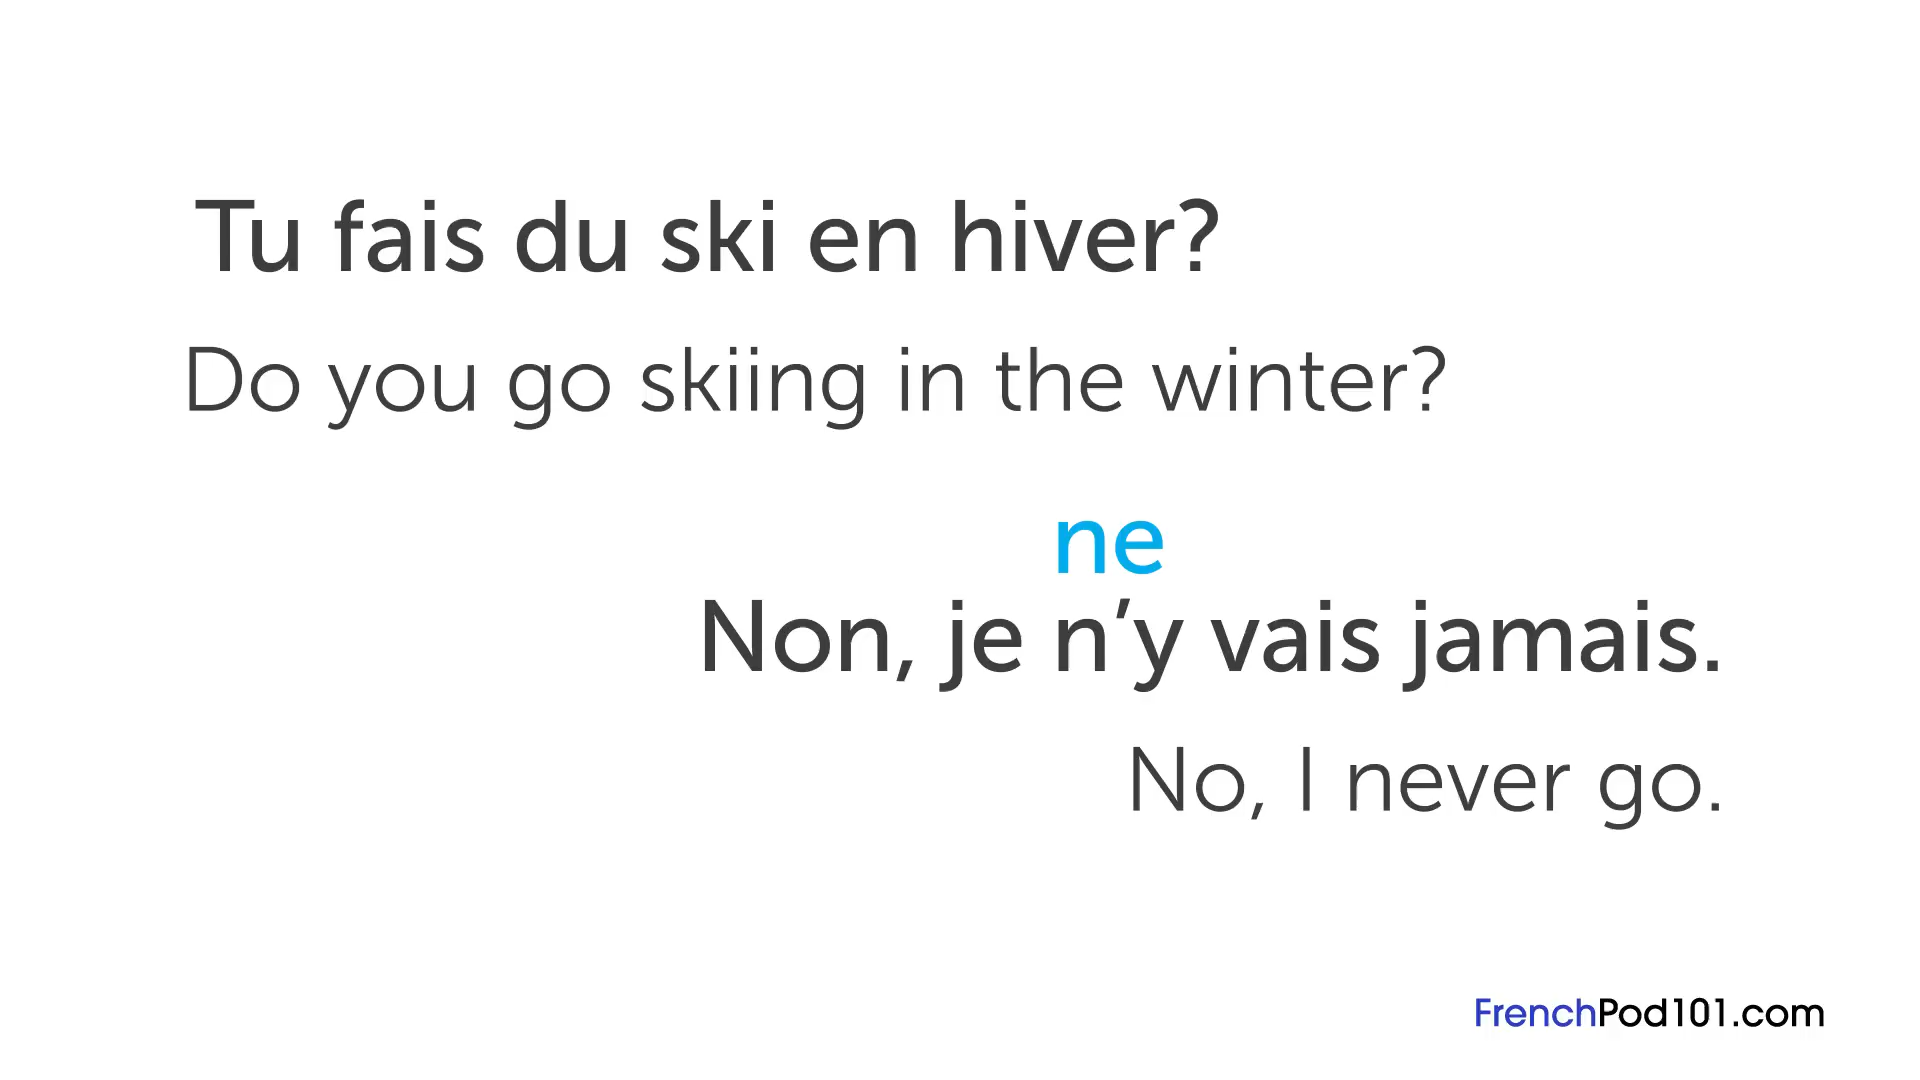 Tu fais du ski en hiver?
Do you go skiing in the winter?
ne
Non, je n’y vais jamais.
No, I never go.
FrenchPod101.com